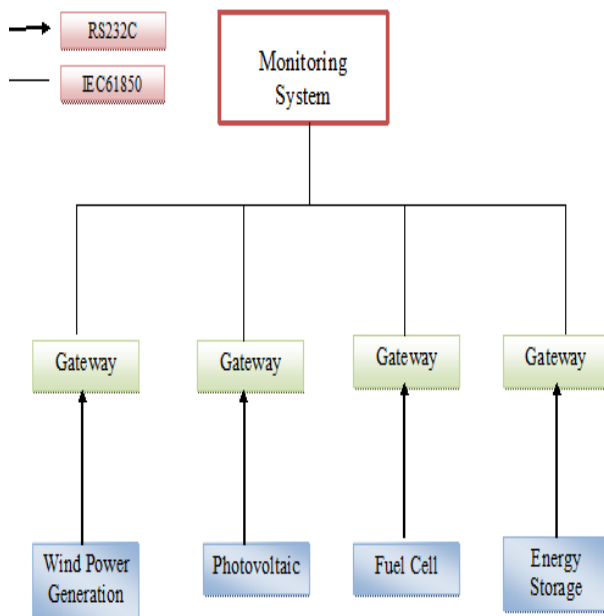 RS232C
IEC61850
Monitoring
System
Gateway
Gateway
Gateway
Gateway
Wind Power
Generation
Photovoltaic
Fuel Cell
Energy
Storage